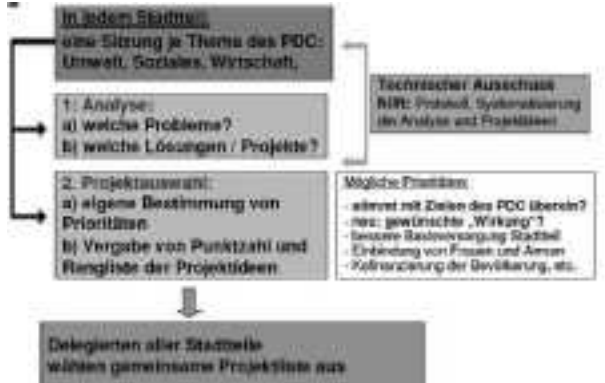 In jedem Stadtteil:
eine Sitzung je Thema des PDC:
Umwelt, Soziales, Wirtschaft,
Technischer Ausschuss
NUR: Protokoll, Systematisierung
der Analyse und Projektideen
1: Analyse:
a) welche Probleme?
b) welche Lösungen / Projekte?
2. Projektauswahl:
a) eigene Bestimmung von
Prioritäten
b) Vergabe von Punktzahl und
Rangliste der Projektideen
Mögliche Prioritäten:
- stimmt mit Zielen des PDC überein?
- neu: gewünschte „Wirkung"?
- bessere Basisversorgung Stadtteil
- Einbindung von Frauen und Armen
- Kofinanzierung der Bevölkerung, etc.
Delegierten aller Stadtteile
wählen gemeinsame Projektliste aus